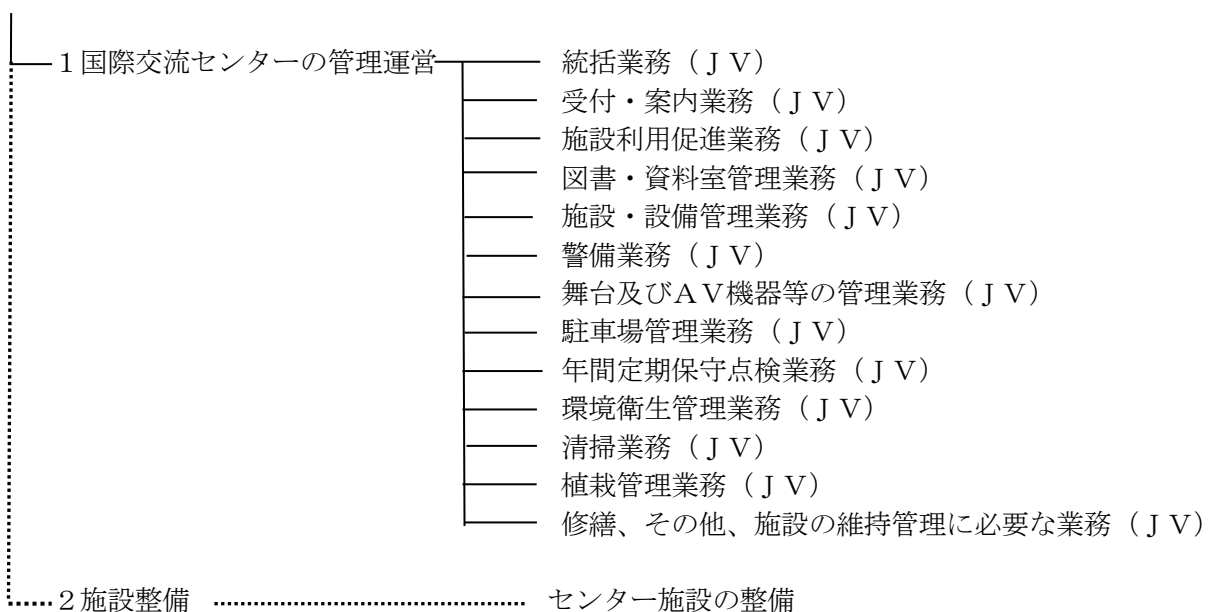 １国際交流センターの管理運営 統括業務（ＪＶ）
受付・案内業務（ＪＶ）
施設利用促進業務（ＪＶ）
図書・資料室管理業務（ＪＶ）
施設・設備管理業務（ＪＶ）
警備業務（ＪＶ）
舞台及びＡＶ機器等の管理業務（ＪＶ）
駐車場管理業務（ＪＶ）
年間定期保守点検業務（ＪＶ）
環境衛生管理業務（ＪＶ）
清掃業務（ＪＶ）
植栽管理業務（ＪＶ）
修繕、その他、施設の維持管理に必要な業務（ＪＶ）
２施設整備 センター施設の整備